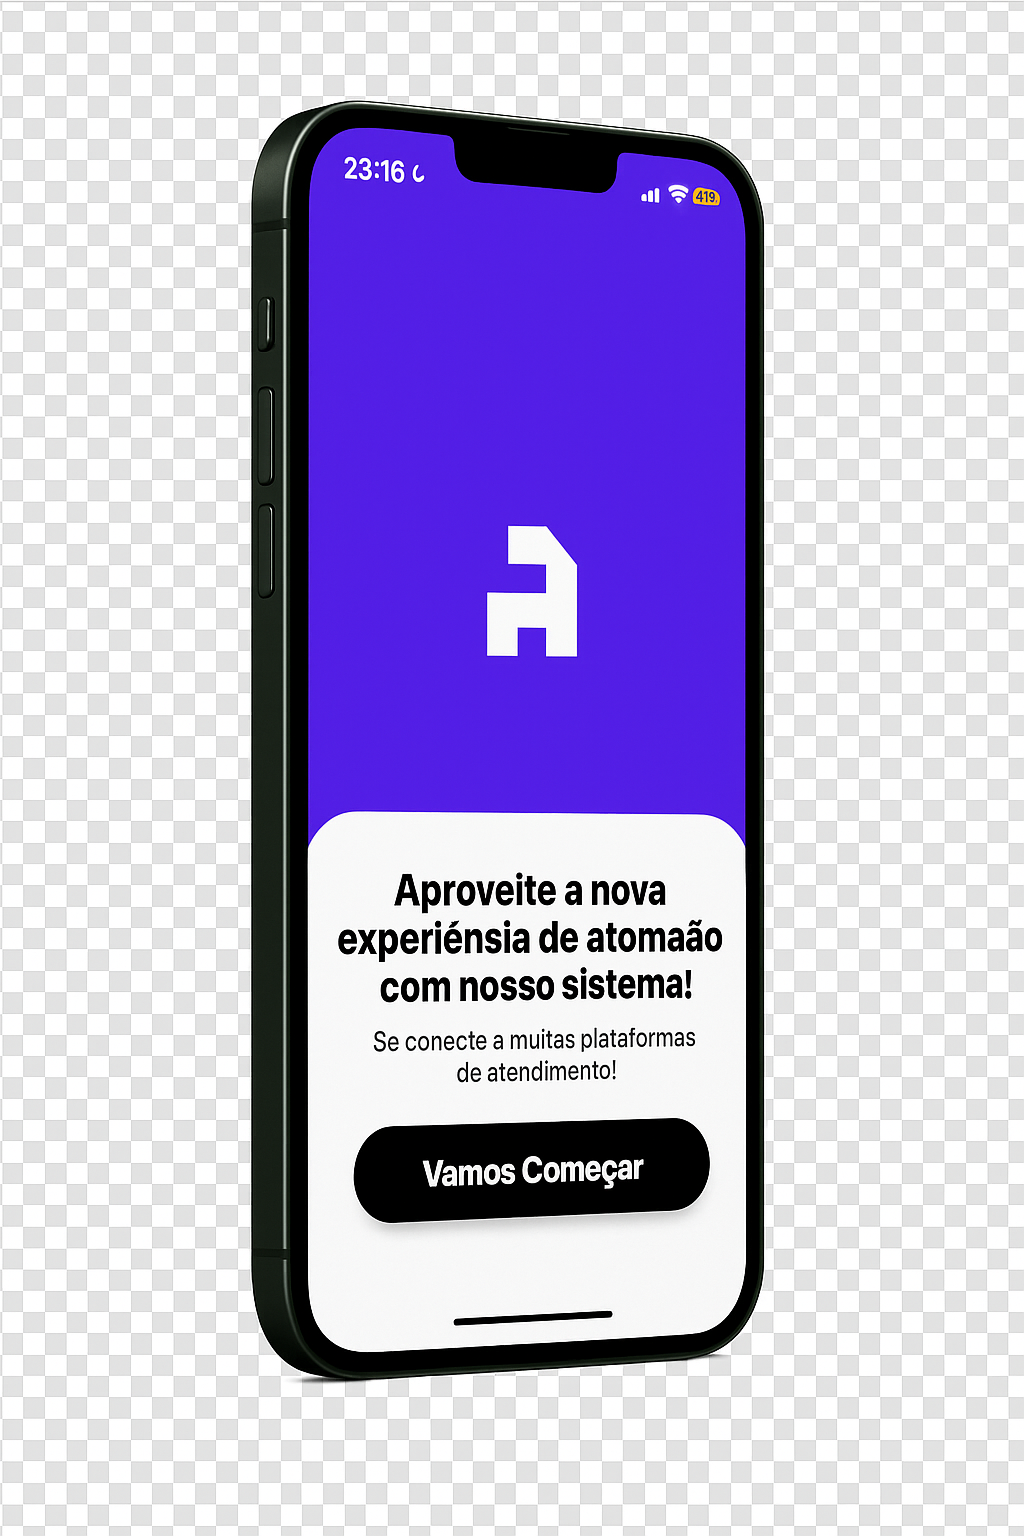 23:16
419.
Aproveite a nova
experiénsia de atomaão
com nosso sistema!
Se conecte a muitas plataformas
de atendimento!
Vamos Começar